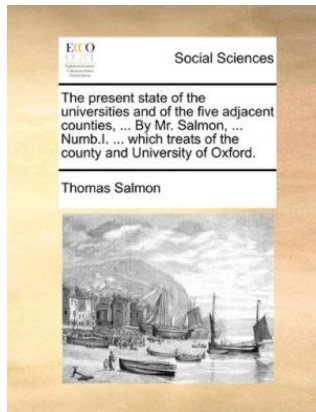 ECCO
Social Sciences
The present state of the
universities and of the five adjacent
counties, ... By Mr. Salmon, ...
Numb.I. ... which treats of the
county and University of Oxford.
Thomas Salmon